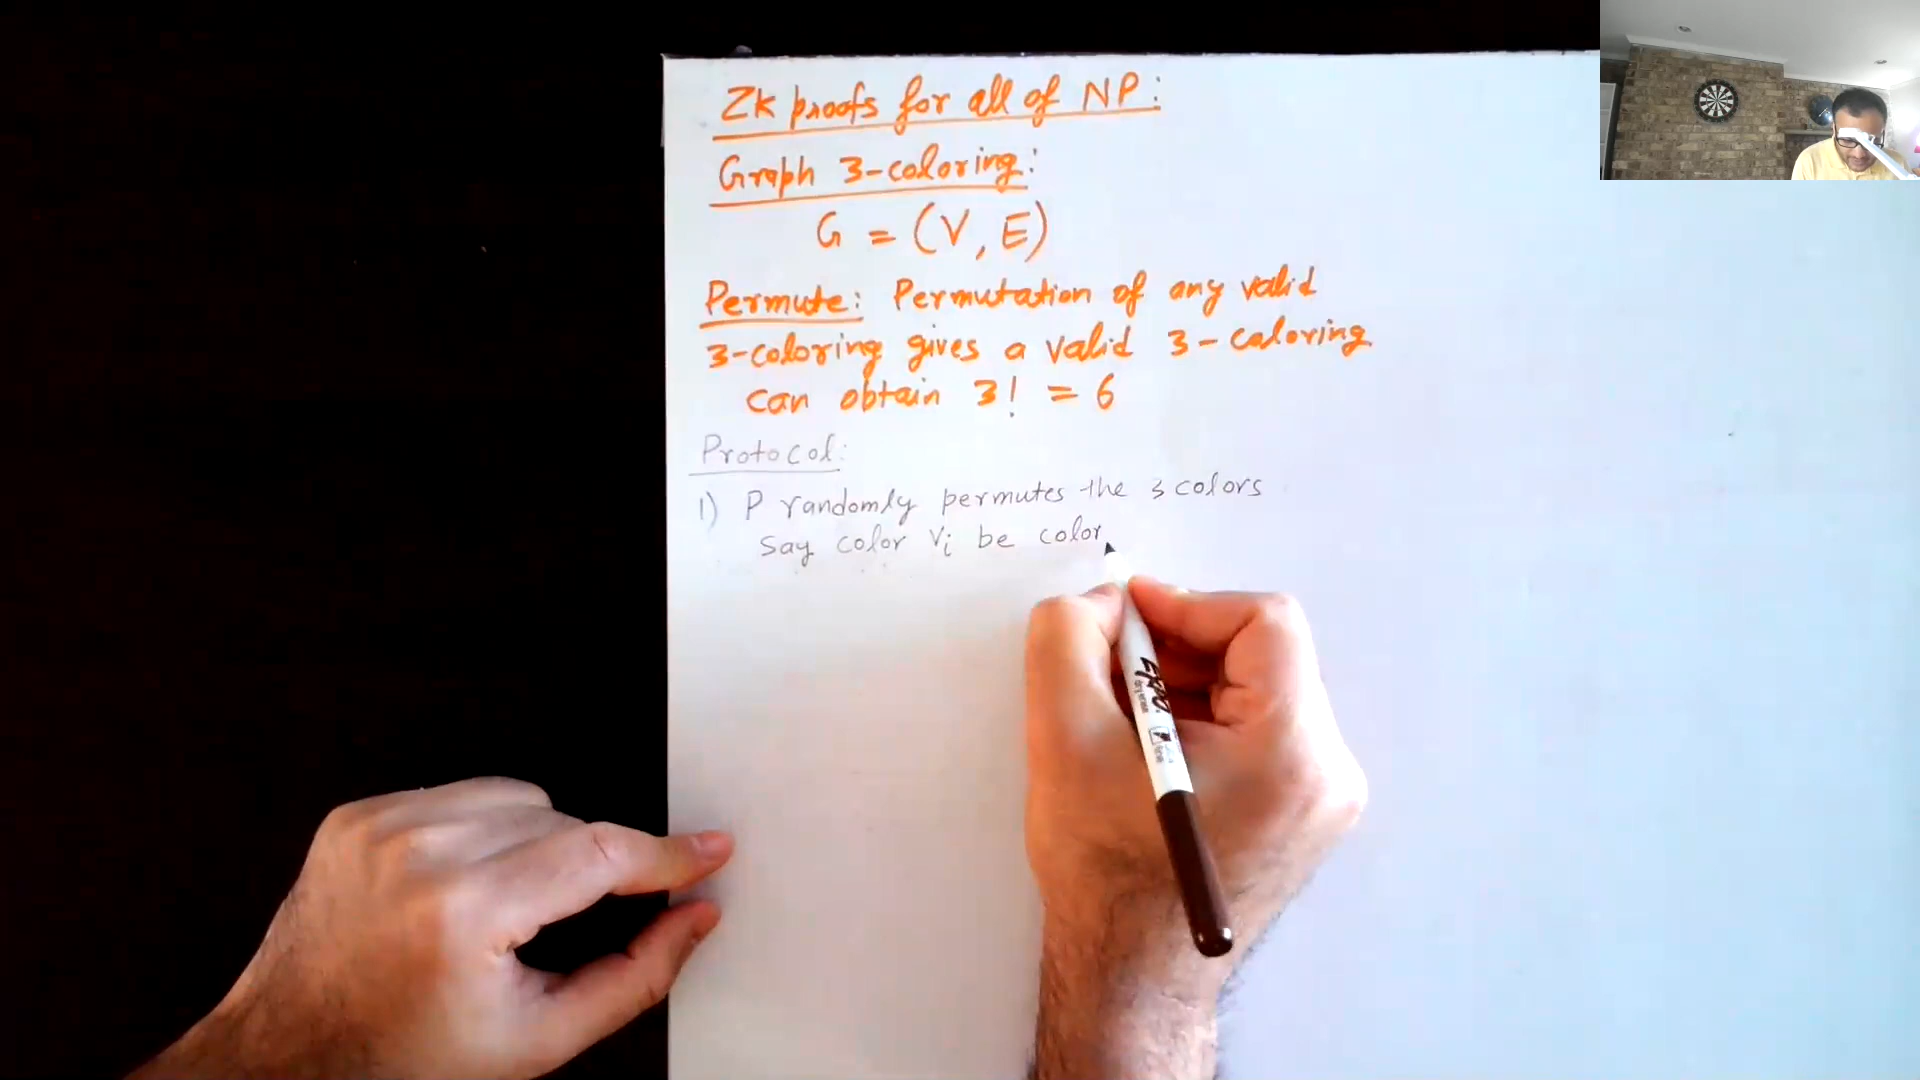 ZK proofs for all of NP:
Graph 3-coloring:
G = (V, E)
Permute: Permutation of any valid
3-coloring gives a valid 3-coloring
can obtain 3! = 6
Protocol:
1) P randomly permutes the 3 colors
Say color vi be color
EXPO